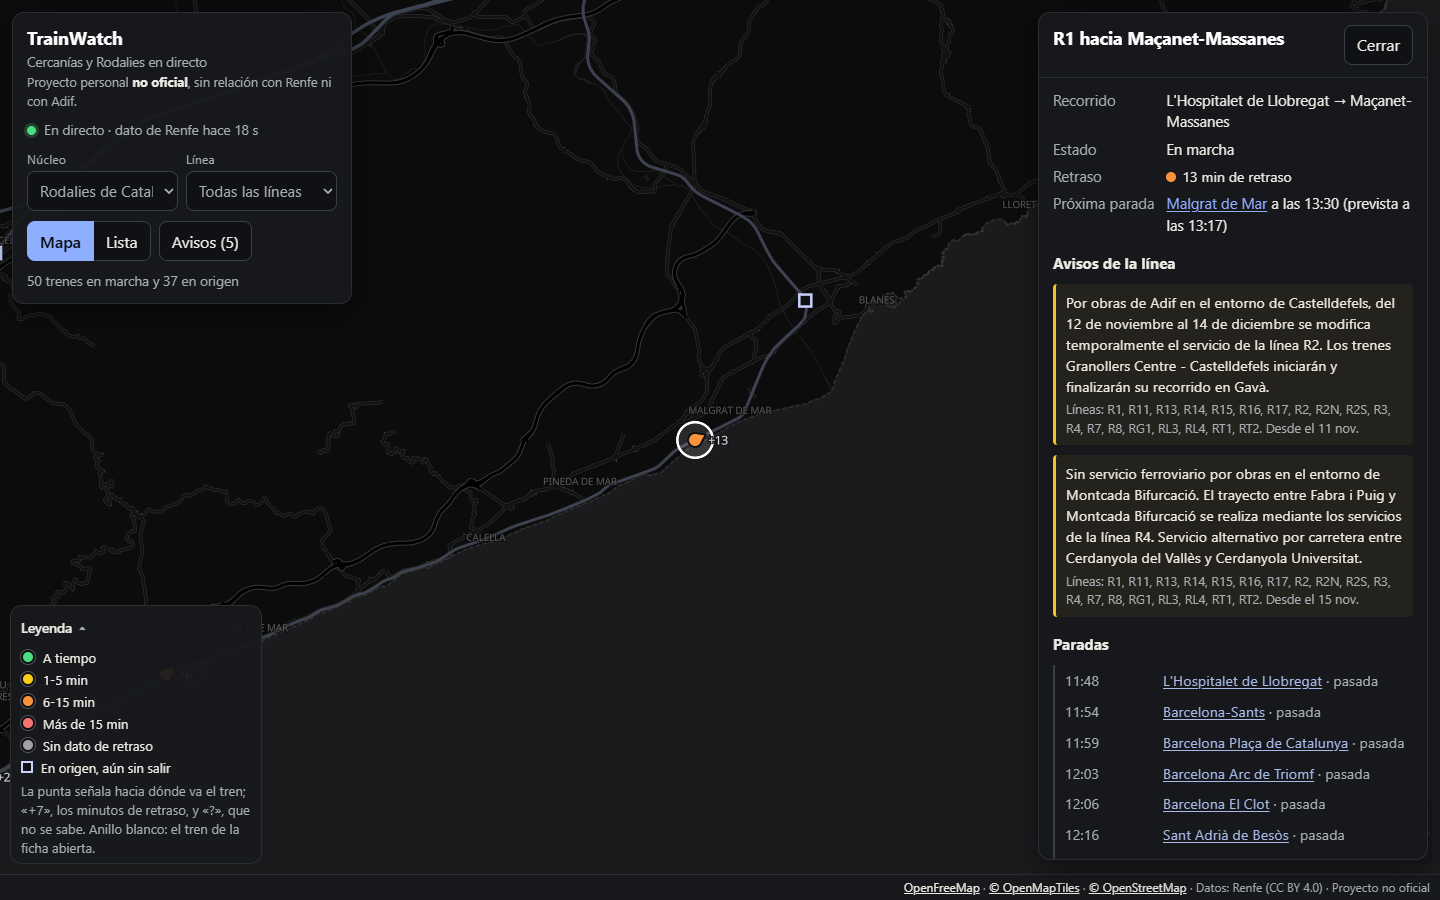 TrainWatch
Cercanías y Rodalies en directo
Proyecto personal no oficial, sin relación con Renfe ni
con Adif.
En directo · dato de Renfe hace 18 s
Núcleo
Línea
Rodalies de Catal
Todas las líneas
Mapa
Lista
Avisos (5)
50 trenes en marcha y 37 en origen
LLORET
BLANES
MALGRAT DE MAR
+13
PINEDA DE MAR
CALELLA
Leyenda
A tiempo
1-5 min
6-15 min
Más de 15 min
Sin dato de retraso
En origen, aún sin salir
La punta señala hacia dónde va el tren;
«+7», los minutos de retraso, y «?», que
no se sabe. Anillo blanco: el tren de la
ficha abierta.
R1 hacia Maçanet-Massanes
Cerrar
Recorrido
L'Hospitalet de Llobregat → Maçanet-
Massanes
Estado
En marcha
Retraso
13 min de retraso
Próxima parada
Malgrat de Mar a las 13:30 (prevista a
las 13:17)
Avisos de la línea
Por obras de Adif en el entorno de Castelldefels, del
12 de noviembre al 14 de diciembre se modifica
temporalmente el servicio de la línea R2. Los trenes
Granollers Centre - Castelldefels iniciarán y
finalizarán su recorrido en Gavà.
Líneas: R1, R11, R13, R14, R15, R16, R17, R2, R2N, R2S, R3,
R4, R7, R8, RG1, RL3, RL4, RT1, RT2. Desde el 11 nov.
Sin servicio ferroviario por obras en el entorno de
Montcada Bifurcació. El trayecto entre Fabra i Puig y
Montcada Bifurcació se realiza mediante los servicios
de la línea R4. Servicio alternativo por carretera entre
Cerdanyola del Vallès y Cerdanyola Universitat.
Líneas: R1, R11, R13, R14, R15, R16, R17, R2, R2N, R2S, R3,
R4, R7, R8, RG1, RL3, RL4, RT1, RT2. Desde el 15 nov.
Paradas
11:48 L'Hospitalet de Llobregat · pasada
11:54 Barcelona-Sants · pasada
11:59 Barcelona Plaça de Catalunya · pasada
12:03 Barcelona Arc de Triomf · pasada
12:06 Barcelona El Clot · pasada
12:16 Sant Adrià de Besòs · pasada
OpenFreeMap · © OpenMapTiles · © OpenStreetMap · Datos: Renfe (CC BY 4.0) · Proyecto no oficial